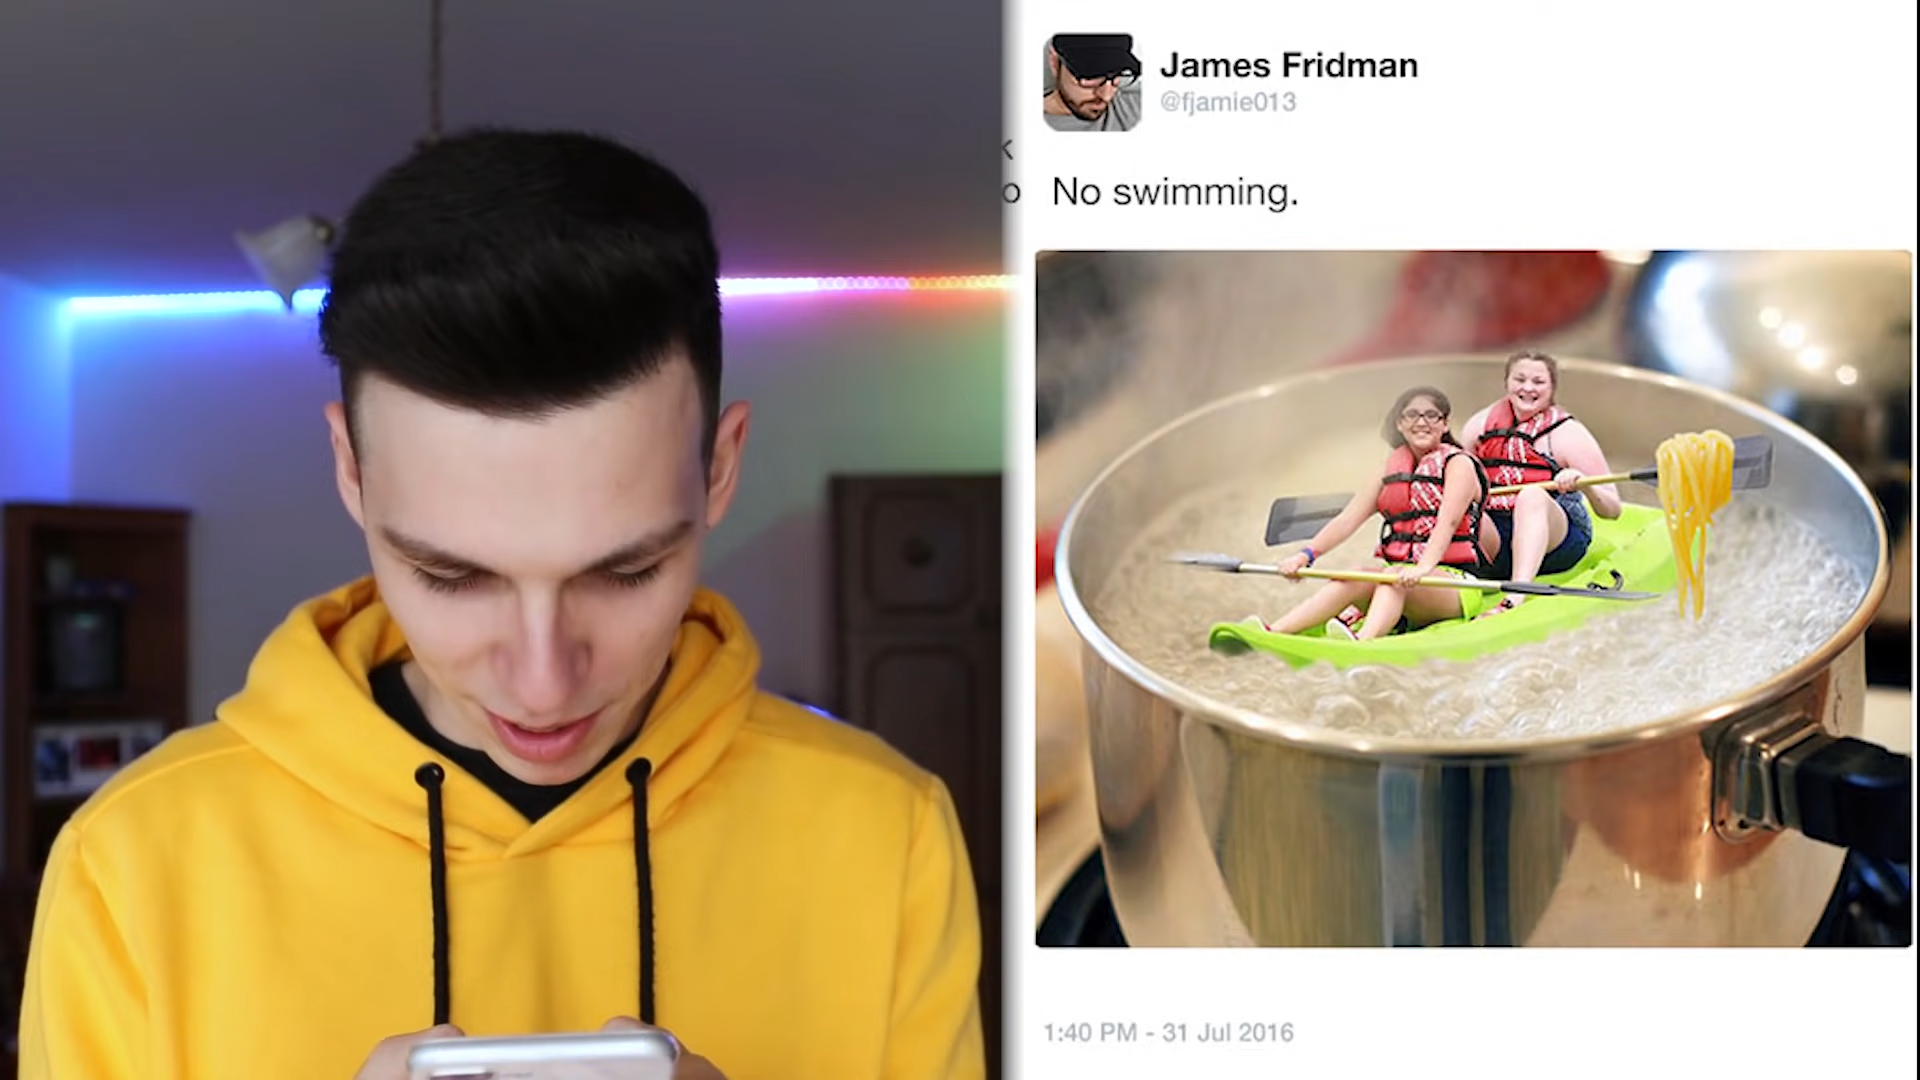 James Fridman
@fjamie013
k
o
No swimming.
1:40 PM - 31 Jul 2016